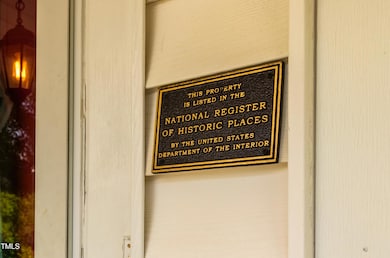 THIS PROPERTY
IS LISTED IN THE
NATIONAL REGISTER
OF HISTORIC PLACES
BY THE UNITED STATES
DEPARTMENT OF THE INTERIOR
TMLS